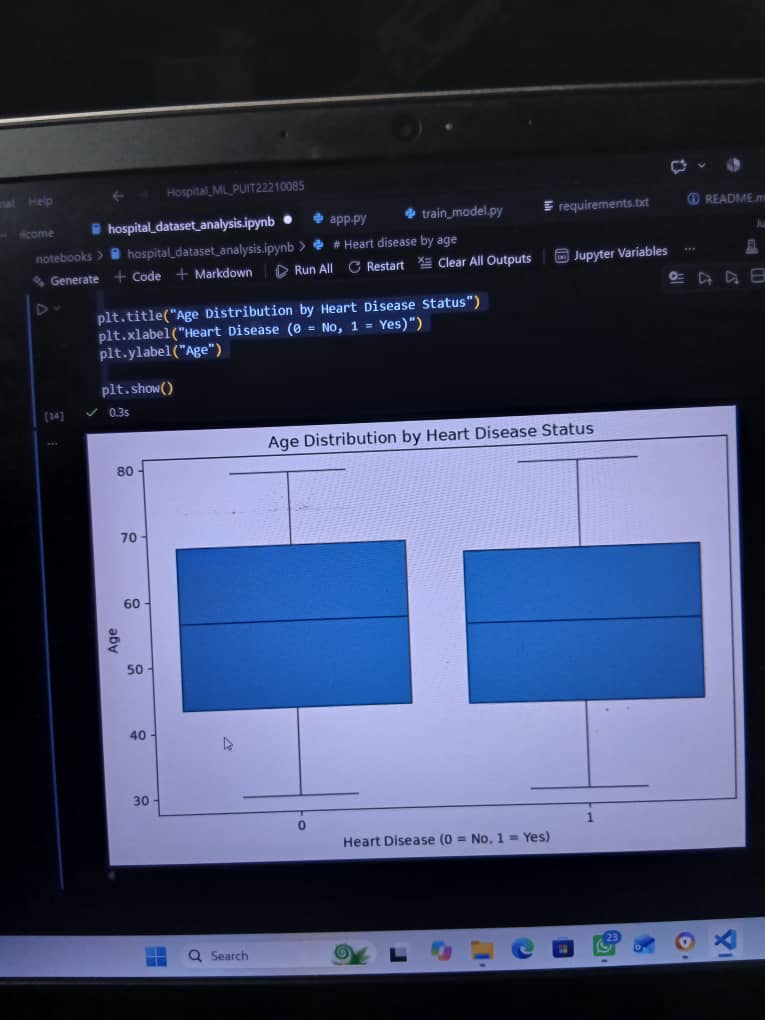 Help
Hospital_ML_PUIT22210085
hospital_dataset_analysis.ipynb
app.py
train_model.py
requirements.txt
README.m
notebooks > hospital_dataset_analysis.ipynb > # Heart disease by age
Generate + Code + Markdown Run All Restart Clear All Outputs Jupyter Variables ...
plt.title("Age Distribution by Heart Disease Status")
plt.xlabel("Heart Disease (0 = No, 1 = Yes)")
plt.ylabel("Age")
plt.show()
[14] 0.3s
...
Age Distribution by Heart Disease Status
80
70
60
50
40
30
Age
0 1
Heart Disease (0 = No, 1 = Yes)
Search
23